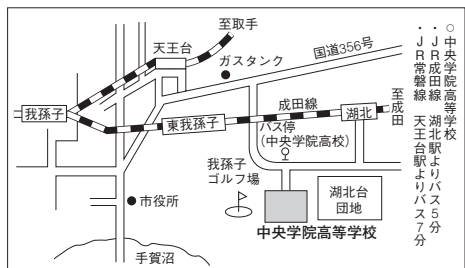 ○中央学院高等学校
・JR成田線　湖北駅よりバス5分
・JR常磐線　天王台駅よりバス7分
至取手
天王台
ガスタンク
国道356号
至成田
我孫子
成田線
湖北
東我孫子
バス停
(中央学院高校)
我孫子
ゴルフ場
市役所
湖北台
団地
中央学院高等学校
手賀沼